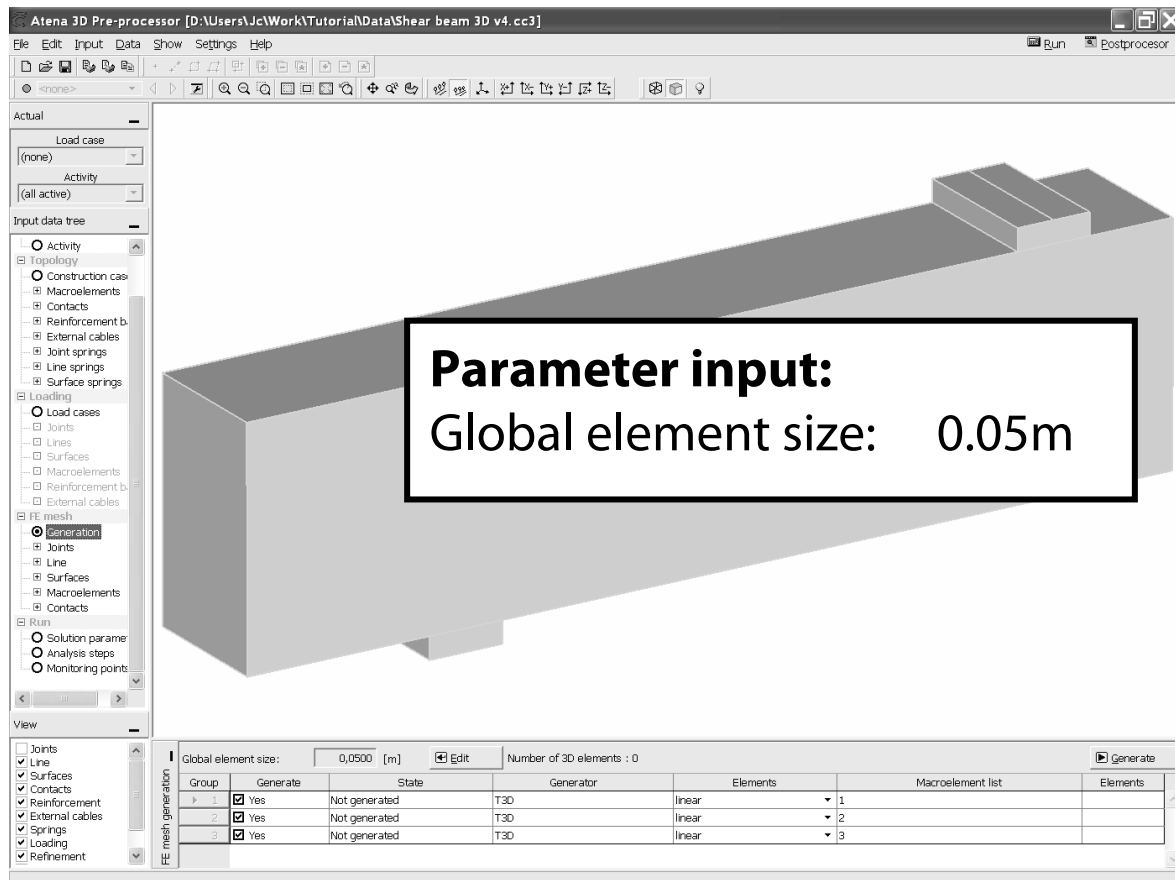 Atena 3D Pre-processor [D:\Users\Jc\Work\Tutorial\Data\Shear beam 3D v4.cc3]
File Edit Input Data Show Settings Help Run Postprocesor
<none>
Actual
Load case
(none)
Activity
(all active)
Input data tree
Activity
Topology
Construction case
Macroelements
Contacts
Reinforcement b
External cables
Joint springs
Line springs
Surface springs
Loading
Load cases
Joints
Lines
Surfaces
Macroelements
Reinforcement b
External cables
FE mesh
Generation
Joints
Line
Surfaces
Macroelements
Contacts
Run
Solution parame
Analysis steps
Monitoring points
Parameter input:
Global element size: 0.05m
View
Joints
Line
Surfaces
Contacts
Reinforcement
External cables
Springs
Loading
Refinement
FE mesh generation
Global element size: 0,0500 [m] Edit Number of 3D elements : 0 Generate
Group Generate State Generator Elements Macroelement list Elements
1 Yes Not generated T3D linear 1
2 Yes Not generated T3D linear 2
3 Yes Not generated T3D linear 3